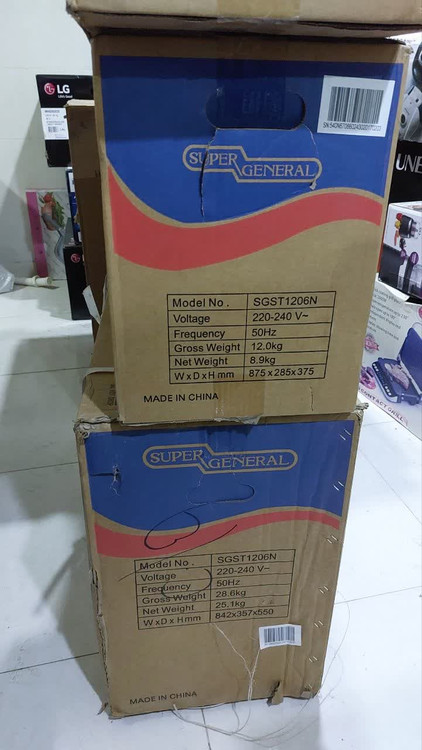 LG
SUPER
GENERAL
Model No. SGST1206N
Voltage 220-240 V~
Frequency 50Hz
Gross Weight 12.0kg
Net Weight 8.9kg
W x D x H mm 875 x 285 x 375
MADE IN CHINA
SUPER
GENERAL
Model No. SGST1206N
Voltage 220-240 V~
Frequency 50Hz
Gross Weight 28.6kg
Net Weight 25.1kg
W x D x H mm 842x357x550
MADE IN CHINA